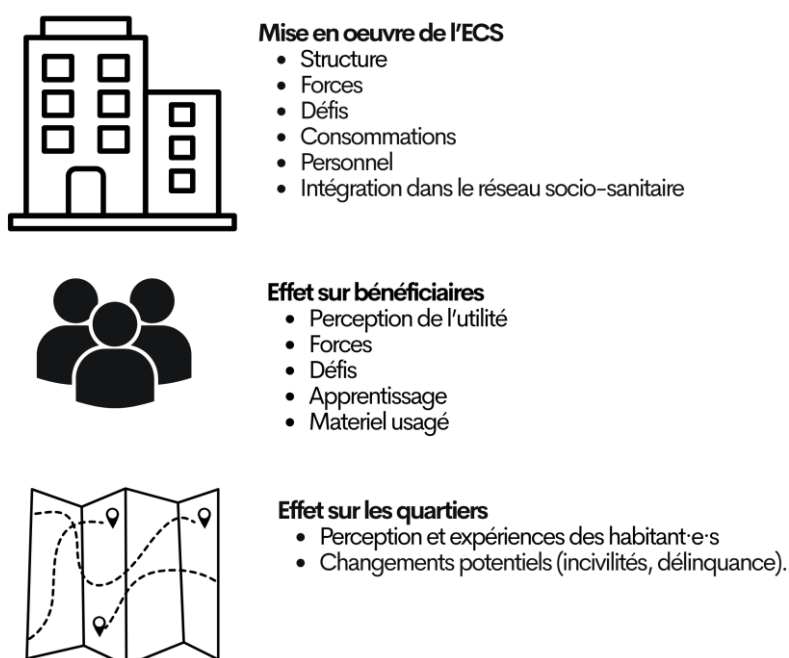 Mise en oeuvre de l'ECS
• Structure
• Forces
• Défis
• Consommations
• Personnel
• Intégration dans le réseau socio-sanitaire
Effet sur bénéficiaires
• Perception de l'utilité
• Forces
• Défis
• Apprentissage
• Materiel usagé
Effet sur les quartiers
• Perception et expériences des habitant·e·s
• Changements potentiels (incivilités, délinquance).